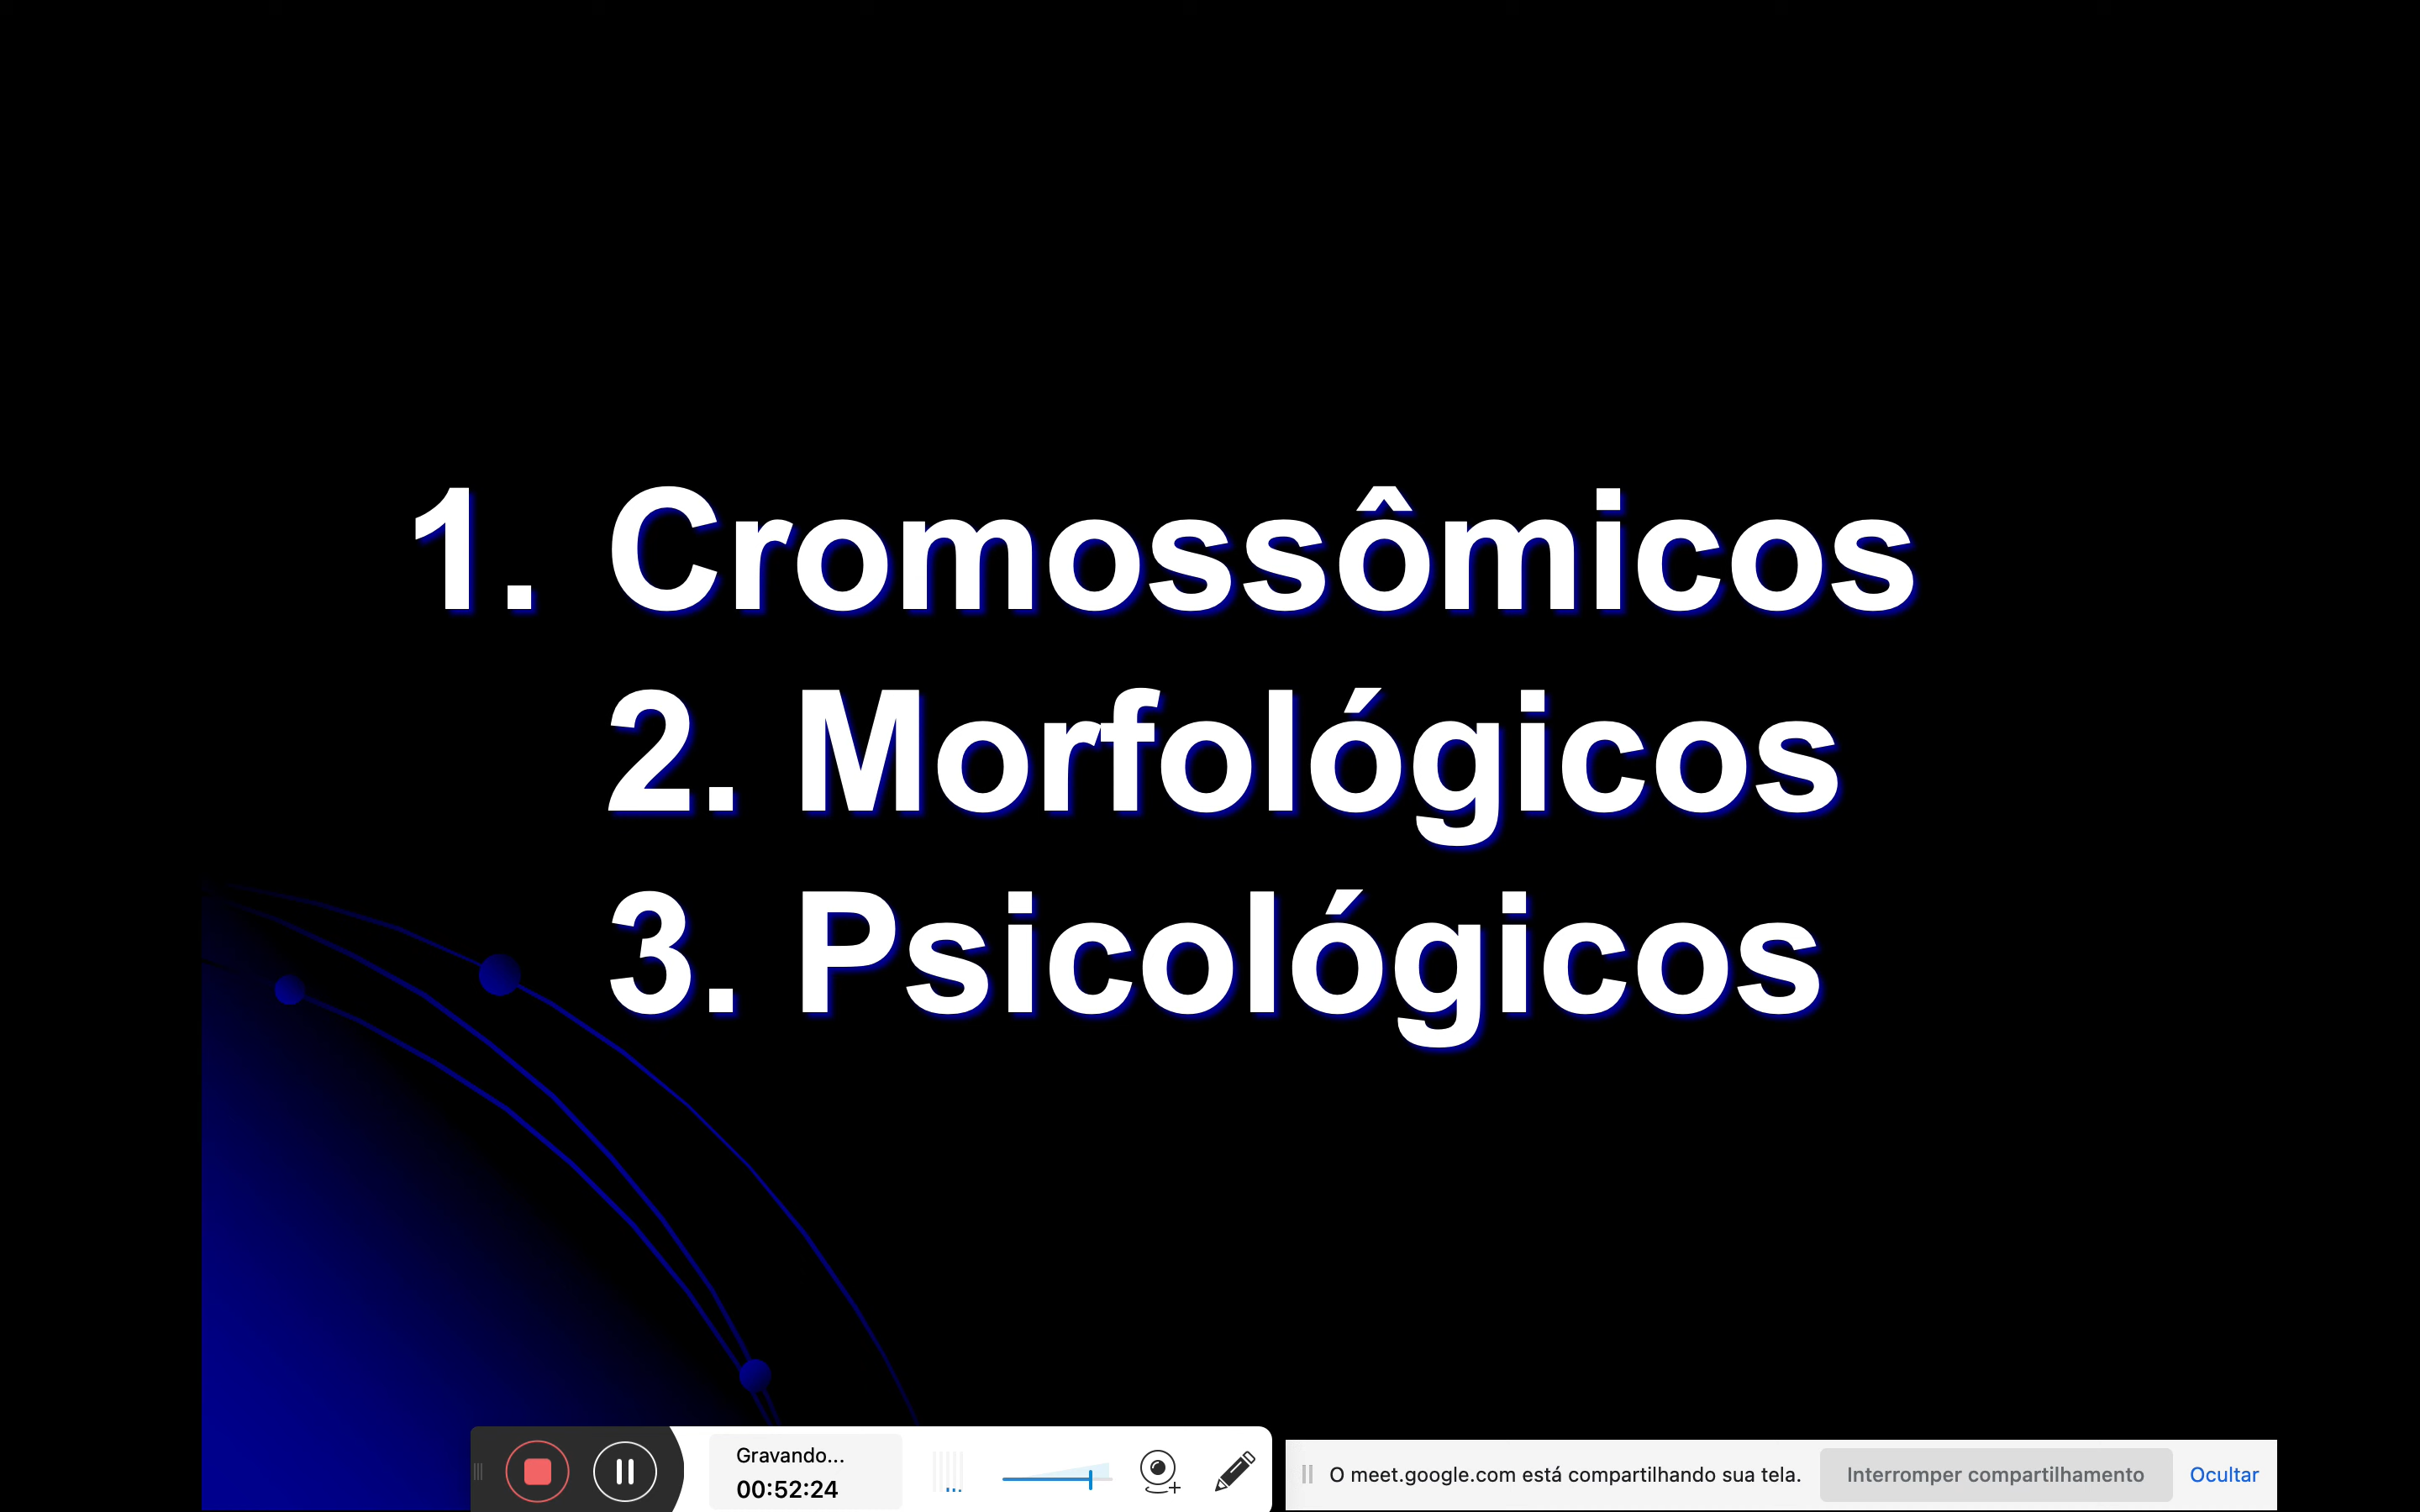 1. Cromossômicos
2. Morfológicos
3. Psicológicos
Gravando...
00:52:24
O meet.google.com está compartilhando sua tela.
Interromper compartilhamento
Ocultar